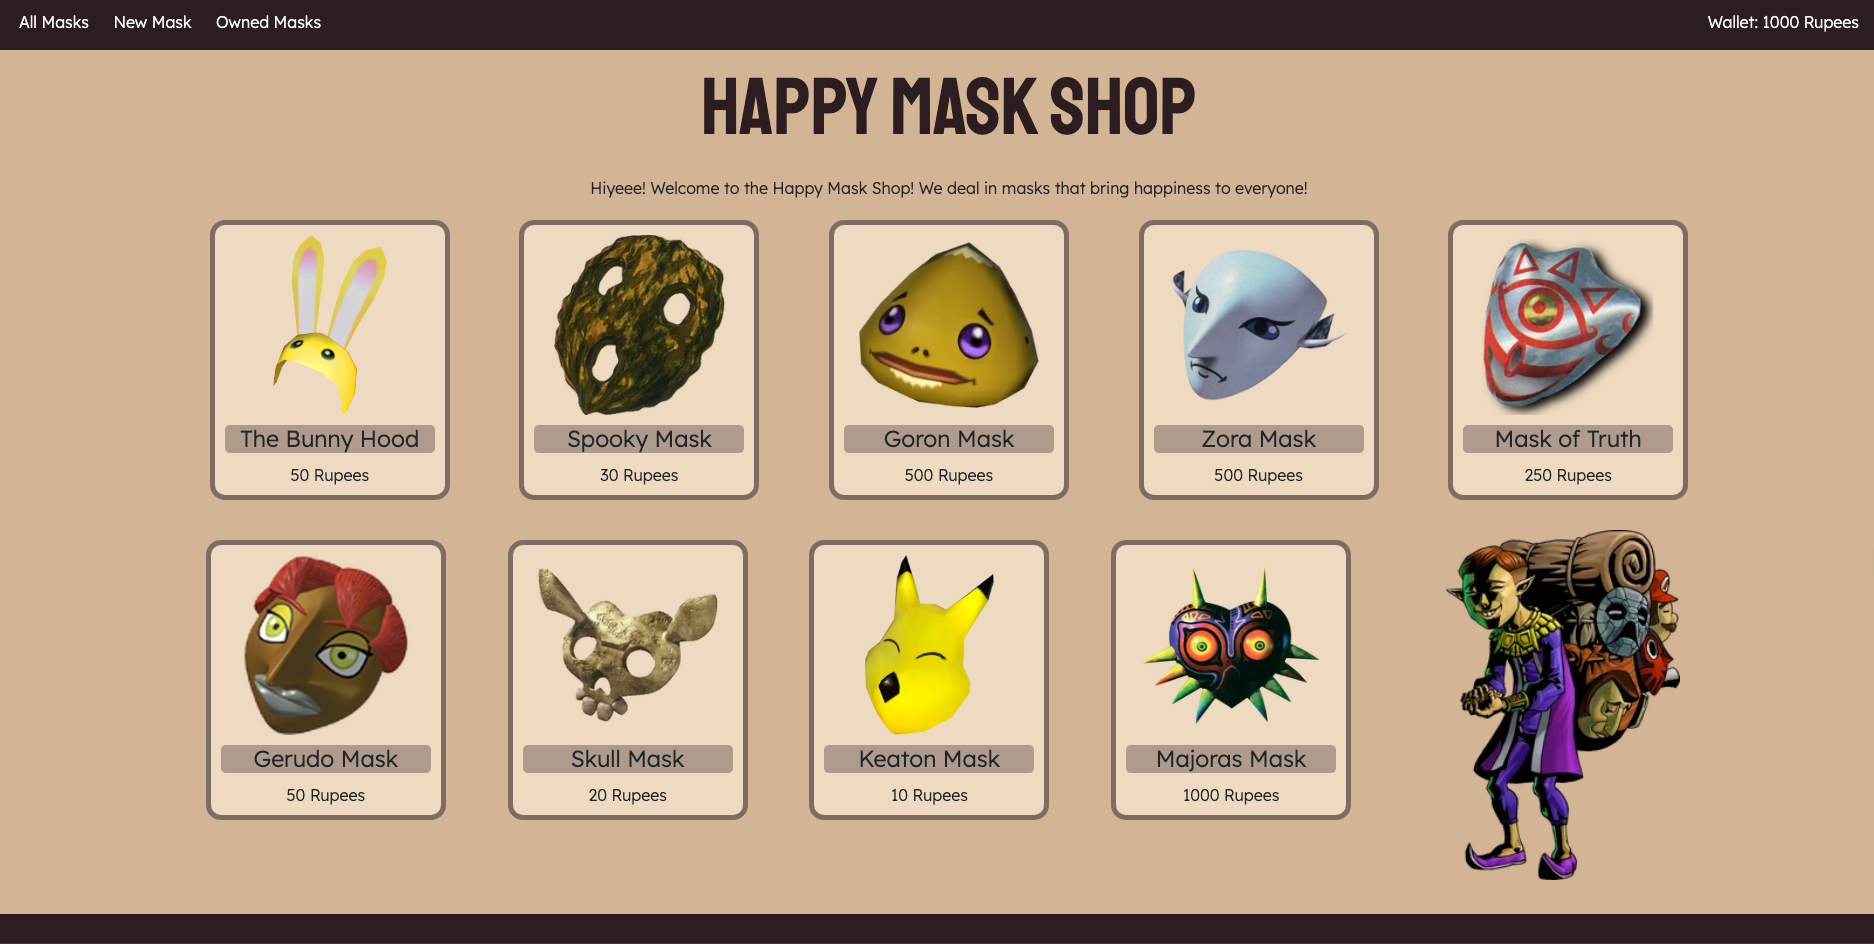 All Masks New Mask Owned Masks Wallet: 1000 Rupees
HAPPY MASK SHOP
Hiyeee! Welcome to the Happy Mask Shop! We deal in masks that bring happiness to everyone!
The Bunny Hood Spooky Mask Goron Mask Zora Mask Mask of Truth
50 Rupees 30 Rupees 500 Rupees 500 Rupees 250 Rupees
Gerudo Mask Skull Mask Keaton Mask Majoras Mask
50 Rupees 20 Rupees 10 Rupees 1000 Rupees